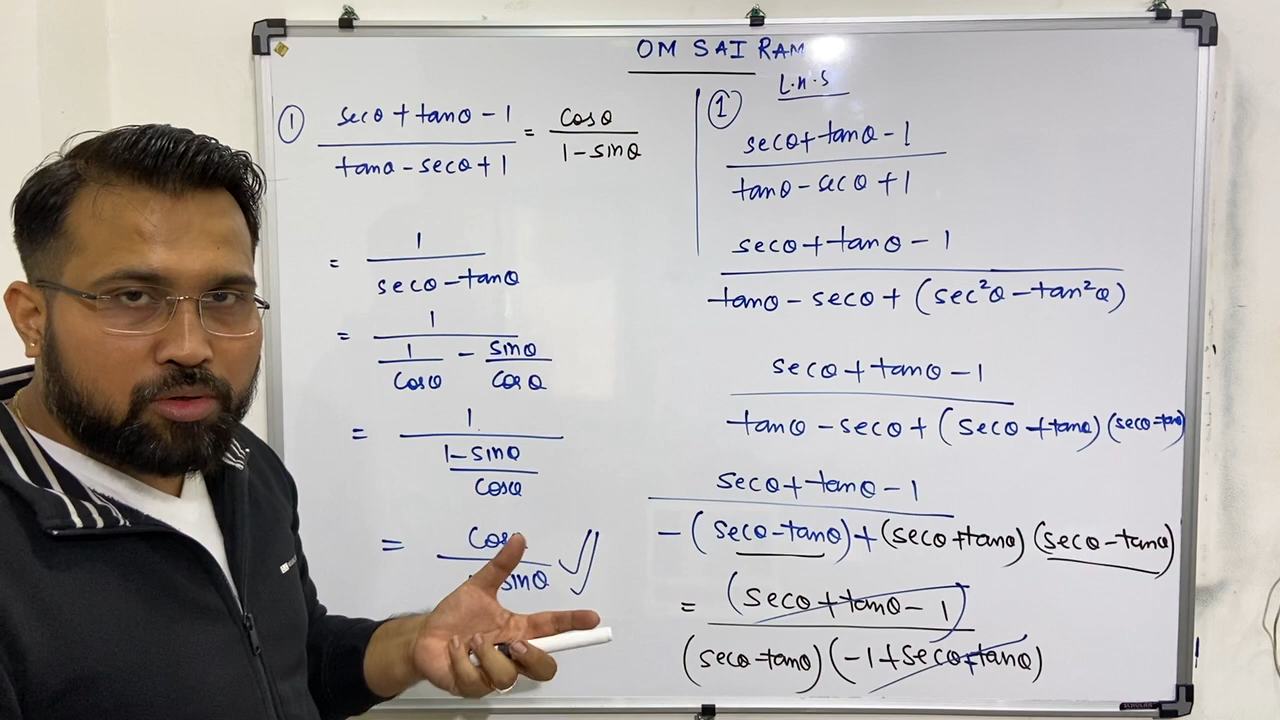 OM SAI RAM
① (secθ + tanθ - 1)/(tanθ - secθ + 1) = cosθ/(1 - sinθ)
= 1/(secθ - tanθ)
= 1/(1/cosθ - sinθ/cosθ)
= 1/((1 - sinθ)/cosθ)
= cos / sinθ
L.H.S
① (secθ + tanθ - 1)/(tanθ - secθ + 1)
(secθ + tanθ - 1)/(tanθ - secθ + (sec²θ - tan²θ))
(secθ + tanθ - 1)/(tanθ - secθ + (secθ + tanθ)(secθ - tanθ))
(secθ + tanθ - 1)/(-(secθ - tanθ) + (secθ + tanθ)(secθ - tanθ))
= (secθ + tanθ - 1)/((secθ - tanθ)(-1 + secθ + tanθ))